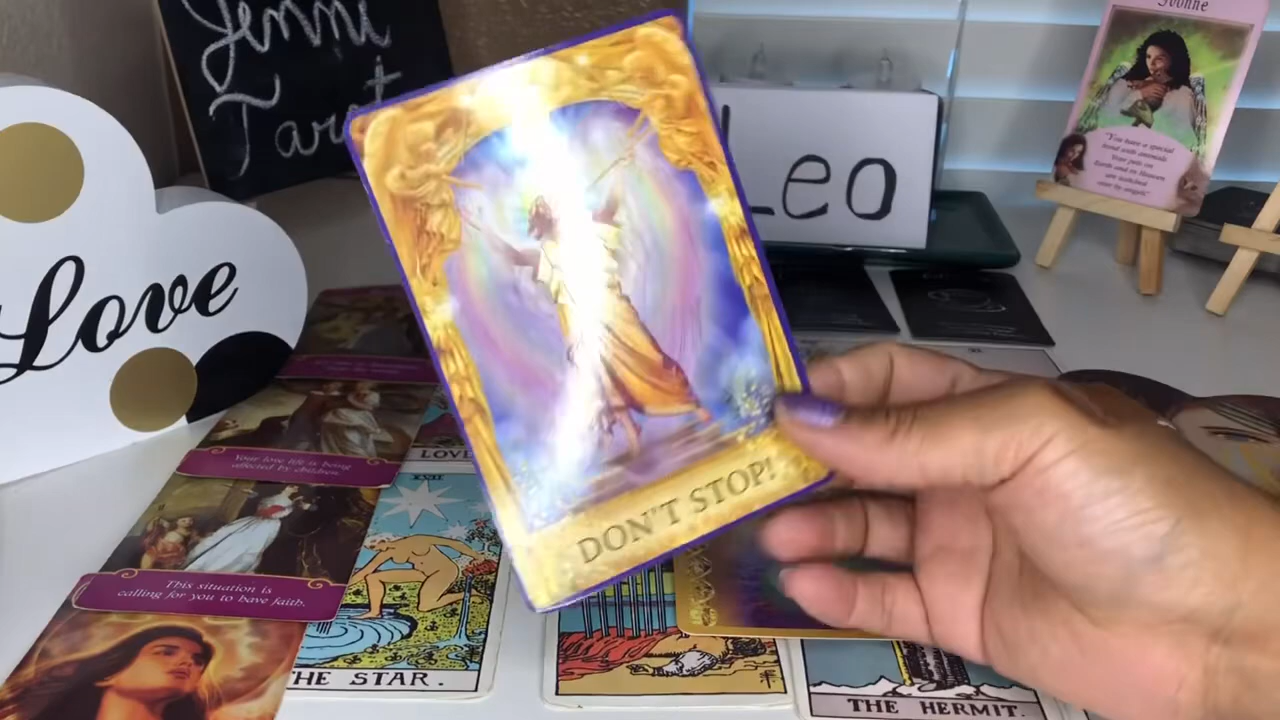 Jenni
Tarot
Yvonne
"You have a special
bond with animals.
Your pets on
Earth and in Heaven
are watched
over by angels."
Leo
Love
DON'T STOP!
LOVE
Your love life is being
affected by children.
XVII
This situation is
calling for you to have faith.
THE STAR.
THE HERMIT.